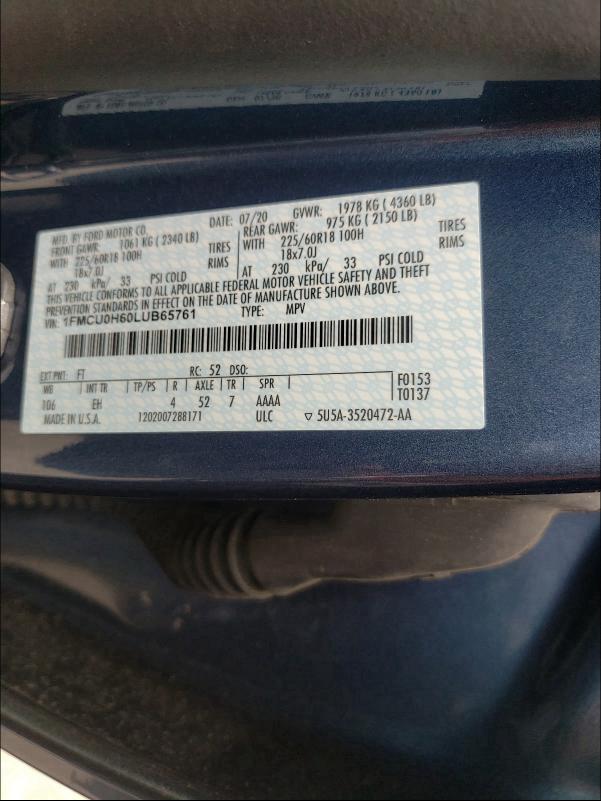 MFD. BY FORD MOTOR CO. DATE: 07/20 GVWR: 1978 KG ( 4360 LB)
FRONT GAWR: 1061 KG ( 2340 LB) REAR GAWR: 975 KG ( 2150 LB)
WITH 225/60R18 100H TIRES WITH 225/60R18 100H TIRES
18x7.0J RIMS 18x7.0J RIMS
AT 230 kPa/ 33 PSI COLD AT 230 kPa/ 33 PSI COLD
THIS VEHICLE CONFORMS TO ALL APPLICABLE FEDERAL MOTOR VEHICLE SAFETY AND THEFT
PREVENTION STANDARDS IN EFFECT ON THE DATE OF MANUFACTURE SHOWN ABOVE.
VIN: 1FMCU0H60LUB65761 TYPE: MPV
EXT PNT: FT RC: 52 DSO: F0153
WB INT TR TP/PS R AXLE TR SPR T0137
106 EH 4 52 7 AAAA
MADE IN U.S.A. 1202007288171 ULC ▽ 5U5A-3520472-AA